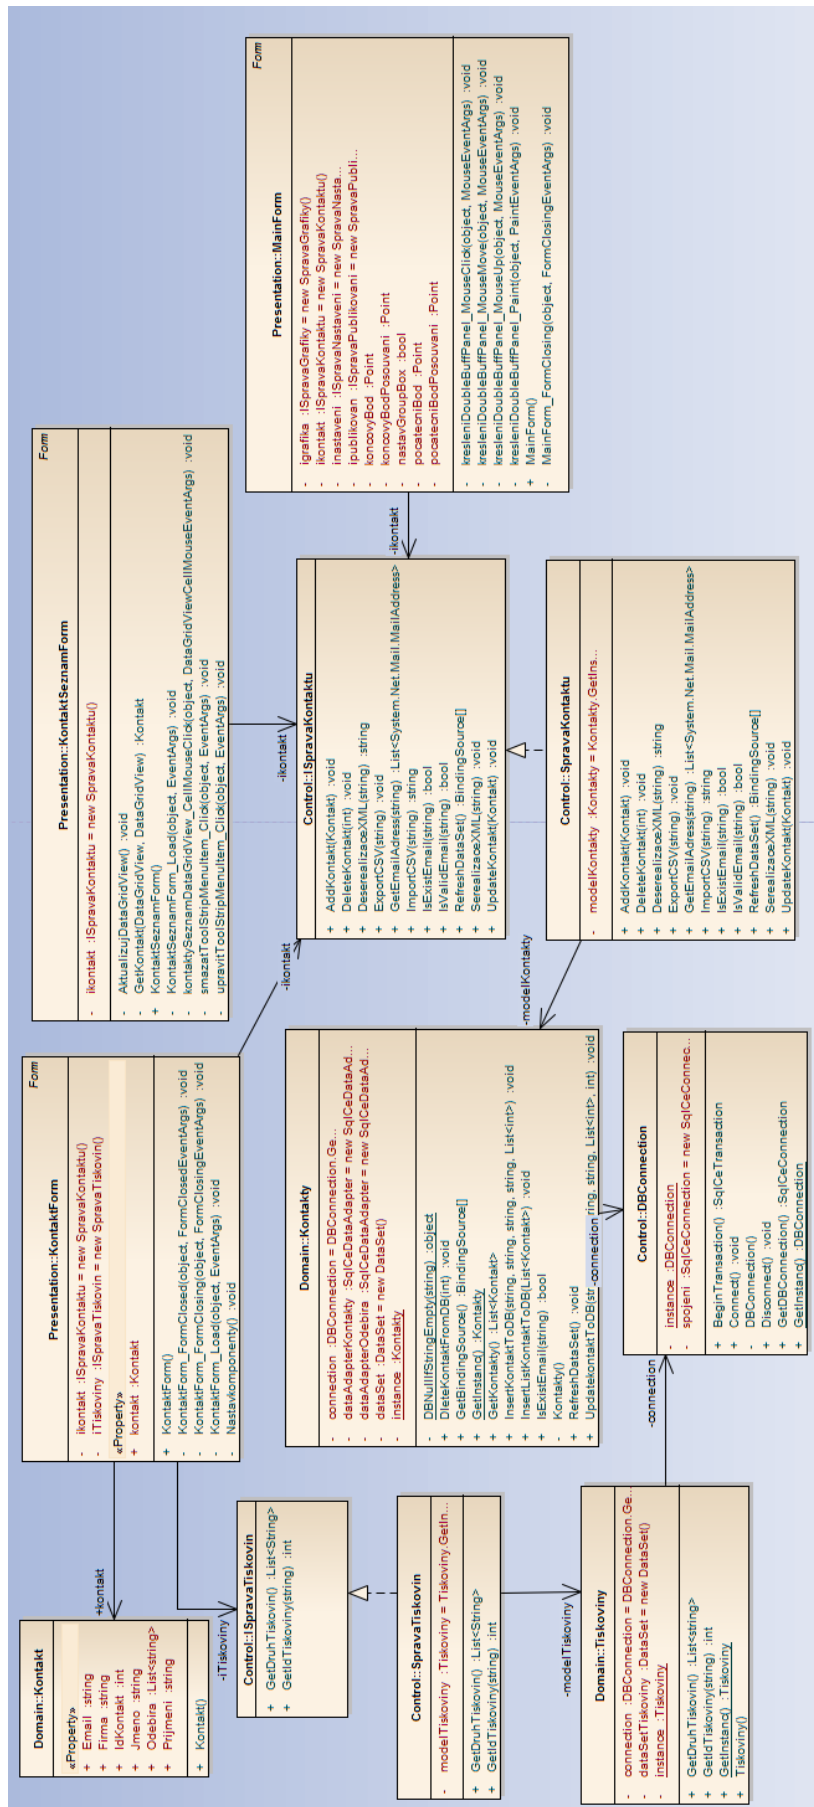 Domain::Kontakt
«Property»
+ Email :string
+ Firma :string
+ IdKontakt :int
+ Jmeno :string
+ Odebira :List<string>
+ Prijmeni :string
+ Kontakt()
+kontakt
Form
Presentation::KontaktForm
- ikontakt :ISpravaKontaktu = new SpravaKontaktu()
- iTiskoviny :ISpravaTiskovin = new SpravaTiskovin()
«Property»
+ kontakt :Kontakt
+ KontaktForm()
- KontaktForm_FormClosed(object, FormClosedEventArgs) :void
- KontaktForm_FormClosing(object, FormClosingEventArgs) :void
- KontaktForm_Load(object, EventArgs) :void
- Nastavkomponenty() :void
Form
Presentation::KontaktSeznamForm
- ikontakt :ISpravaKontaktu = new SpravaKontaktu()
- AktualizujDataGridView() :void
- GetKontakt(DataGridView, DataGridView) :Kontakt
+ KontaktSeznamForm()
- KontaktSeznamForm_Load(object, EventArgs) :void
- kontaktySeznamDataGridView_CellMouseClick(object, DataGridViewCellMouseEventArgs) :void
- smazatToolStripMenuItem_Click(object, EventArgs) :void
- upravitToolStripMenuItem_Click(object, EventArgs) :void
-iTiskoviny
-ikontakt
-ikontakt
Form
Presentation::MainForm
- igrafika :ISpravaGrafiky = new SpravaGrafiky()
- ikontakt :ISpravaKontaktu = new SpravaKontaktu()
- inastaveni :ISpravaNastaveni = new SpravaNasta...
- ipublikovan :ISpravaPublikovani = new SpravaPubli...
- koncovyBod :Point
- koncovyBodPosouvani :Point
- nastavGroupBox :bool
- pocatecniBod :Point
- pocatecniBodPosouvani :Point
- kresleniDoubleBuffPanel_MouseClick(object, MouseEventArgs) :void
- kresleniDoubleBuffPanel_MouseMove(object, MouseEventArgs) :void
- kresleniDoubleBuffPanel_MouseUp(object, MouseEventArgs) :void
- kresleniDoubleBuffPanel_Paint(object, PaintEventArgs) :void
+ MainForm()
- MainForm_FormClosing(object, FormClosingEventArgs) :void
-ikontakt
Control::ISpravaTiskovin
+ GetDruhTiskovin() :List<String>
+ GetIdTiskoviny(string) :int
Control::ISpravaKontaktu
+ AddKontakt(Kontakt) :void
+ DeleteKontakt(int) :void
+ DeserealizaceXML(string) :string
+ ExportCSV(string) :void
+ GetEmailAdress(string) :List<System.Net.Mail.MailAddress>
+ ImportCSV(string) :string
+ IsExistEmail(string) :bool
+ IsValidEmail(string) :bool
+ RefreshDataSet() :BindingSource[]
+ SerealizaceXML(string) :void
+ UpdateKontakt(Kontakt) :void
Domain::Kontakty
- connection :DBConnection = DBConnection.Ge...
- dataAdapterKontakty :SqlCeDataAdapter = new SqlCeDataAd...
- dataAdapterOdebira :SqlCeDataAdapter = new SqlCeDataAd...
- dataSet :DataSet = new DataSet()
- instance :Kontakty
- DBNullIfStringEmpty(string) :object
+ DleteKontaktFromDB(int) :void
+ GetBindingSource() :BindingSource[]
+ GetInstanc() :Kontakty
+ GetKontakty() :List<Kontakt>
+ InsertKontaktToDB(string, string, string, string, List<int>) :void
+ InsertListKontaktToDB(List<Kontakt>) :void
+ IsExistEmail(string) :bool
- Kontakty()
+ RefreshDataSet() :void
+ UpdatekontaktToDB(str -connection ring, string, List<int>, int) :void
Control::SpravaTiskovin
- modelTiskoviny :Tiskoviny = Tiskoviny.GetIn...
+ GetDruhTiskovin() :List<String>
+ GetIdTiskoviny(string) :int
-modelKontakty
Control::SpravaKontaktu
- modelKontakty :Kontakty = Kontakty.GetIns...
+ AddKontakt(Kontakt) :void
+ DeleteKontakt(int) :void
+ DeserealizaceXML(string) :string
+ ExportCSV(string) :void
+ GetEmailAdress(string) :List<System.Net.Mail.MailAddress>
+ ImportCSV(string) :string
+ IsExistEmail(string) :bool
+ IsValidEmail(string) :bool
+ RefreshDataSet() :BindingSource[]
+ SerealizaceXML(string) :void
+ UpdateKontakt(Kontakt) :void
-modelTiskoviny
Domain::Tiskoviny
- connection :DBConnection = DBConnection.Ge...
- dataSetTiskoviny :DataSet = new DataSet()
- instance :Tiskoviny
+ GetDruhTiskovin() :List<string>
+ GetIdTiskoviny(string) :int
+ GetInstanc() :Tiskoviny
- Tiskoviny()
-connection
Control::DBConnection
- instance :DBConnection
- spojeni :SqlCeConnection = new SqlCeConnec...
+ BeginTransaction() :SqlCeTransaction
+ Connect() :void
- DBConnection()
+ Disconnect() :void
+ GetDBConnection() :SqlCeConnection
+ GetInstanc() :DBConnection